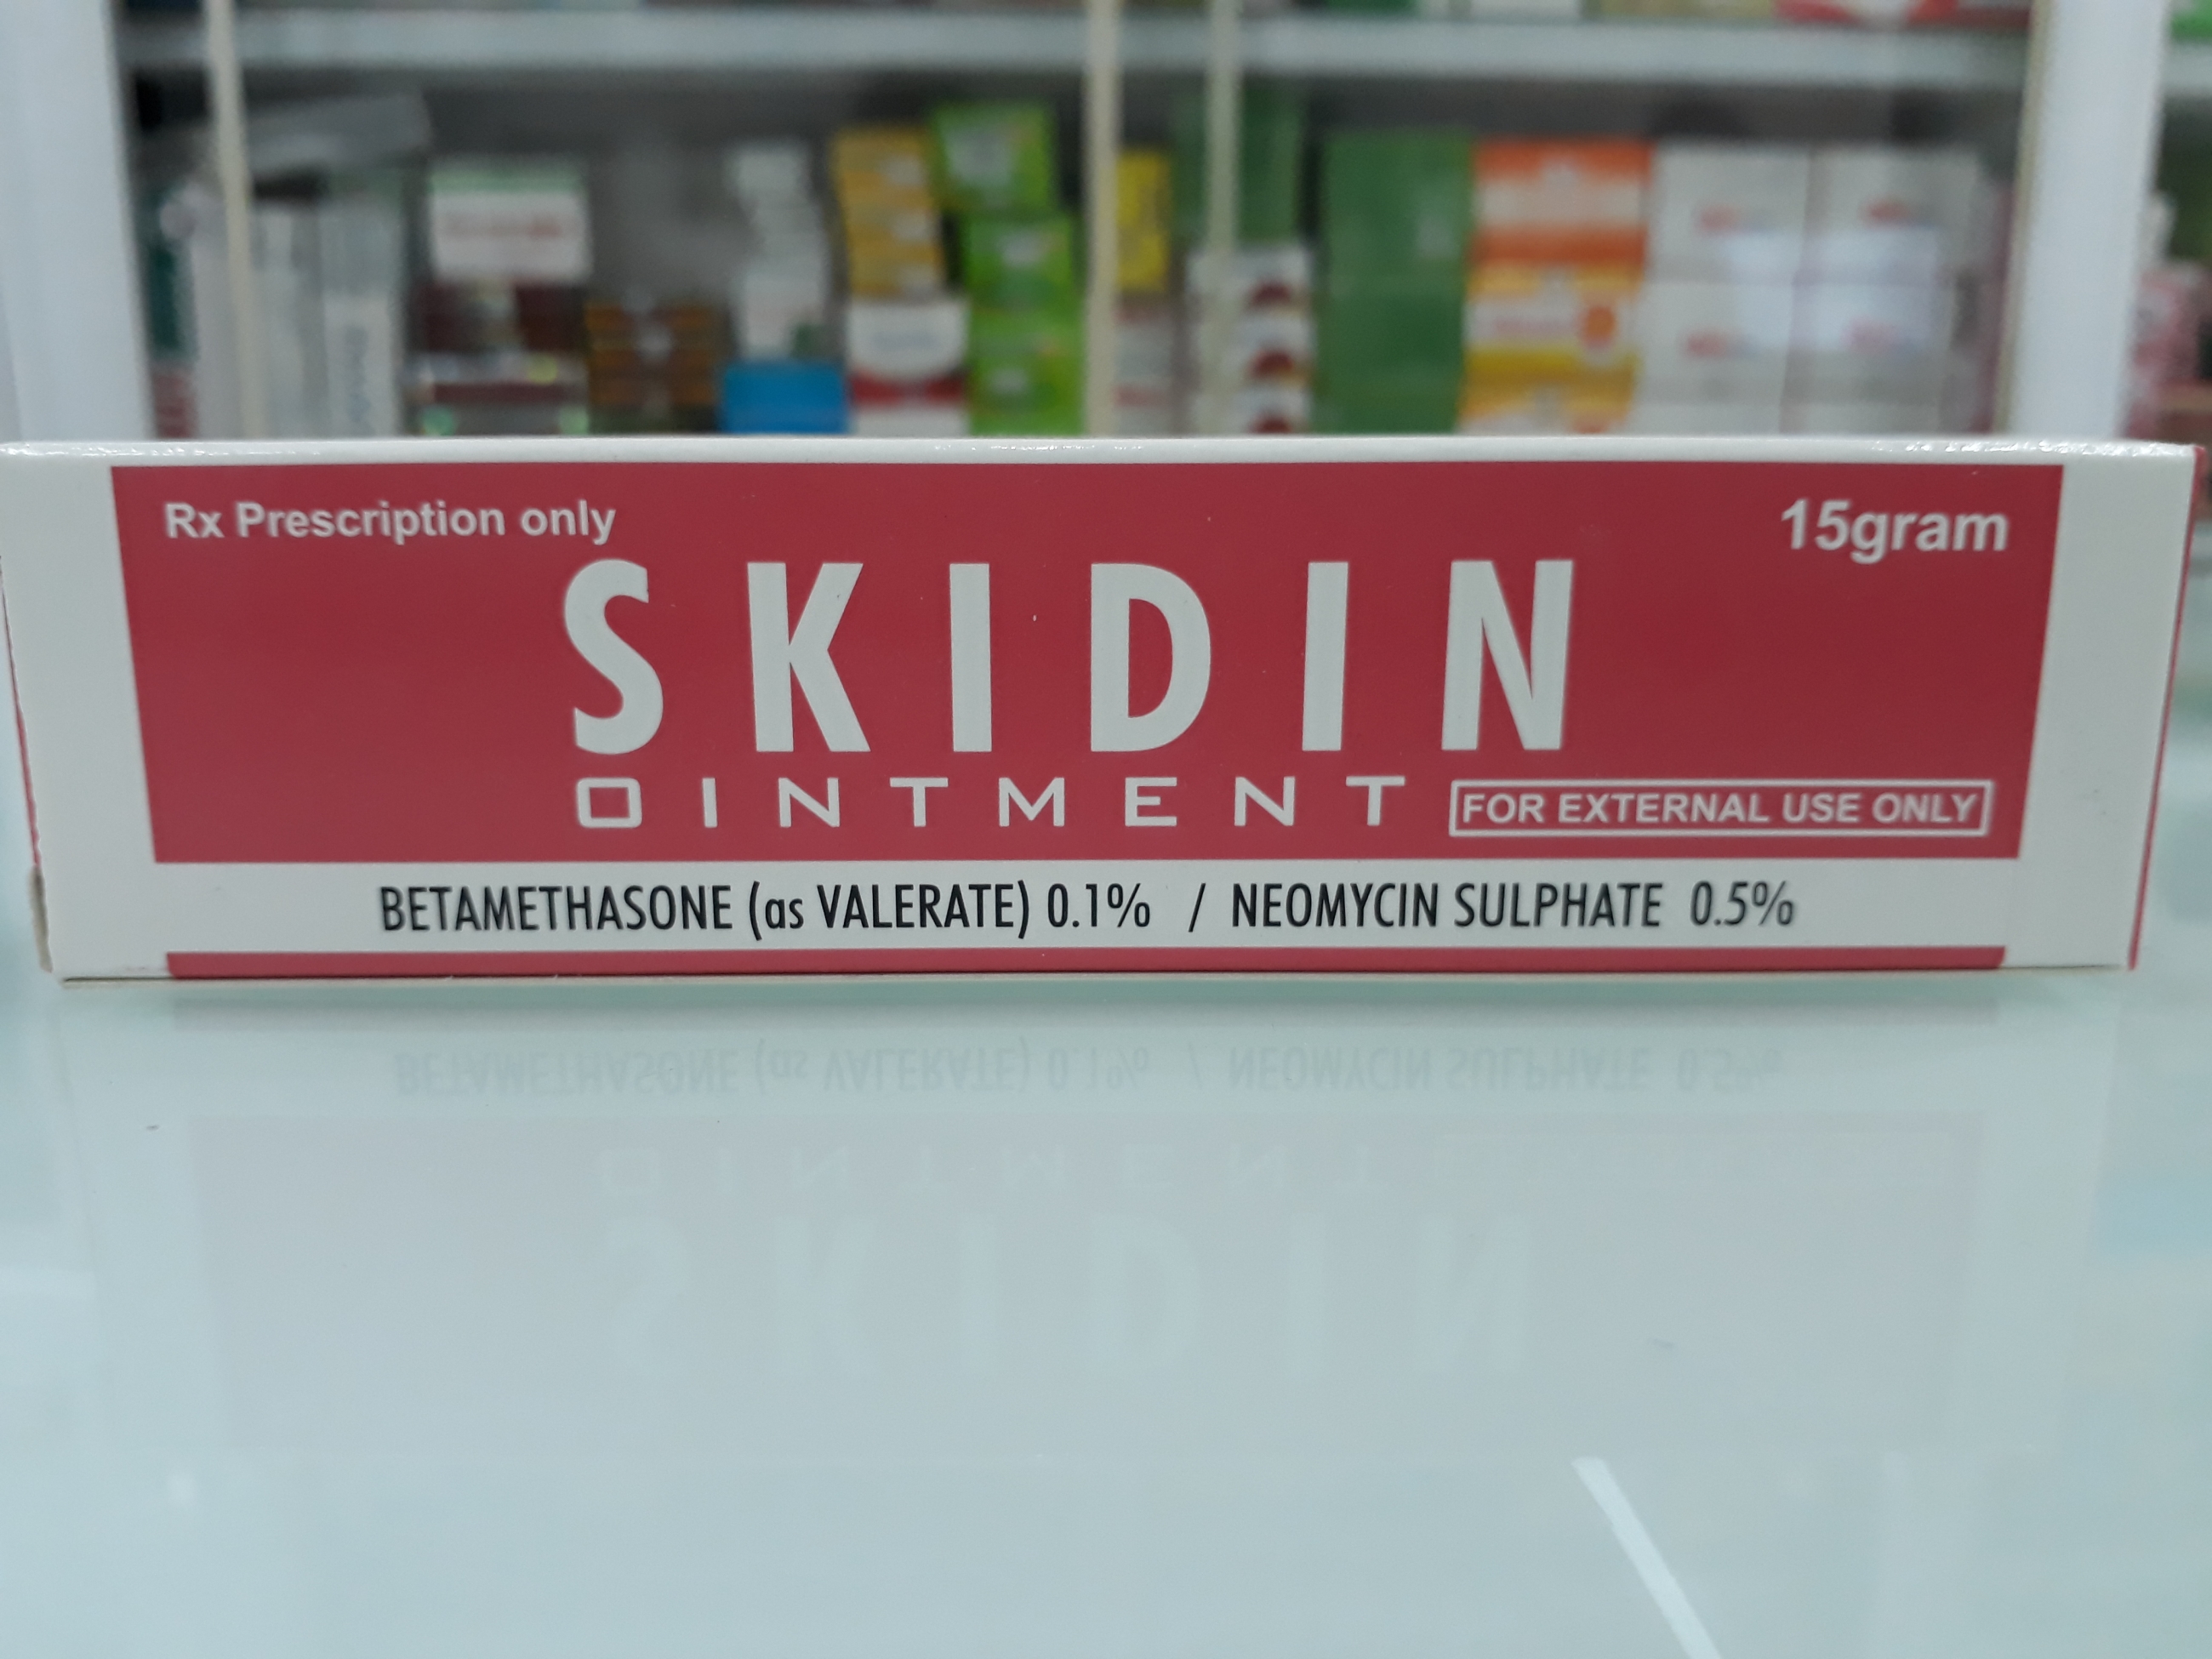 Rx Prescription only
15gram
SKIDIN
OINTMENT
FOR EXTERNAL USE ONLY
BETAMETHASONE (as VALERATE) 0.1% / NEOMYCIN SULPHATE 0.5%